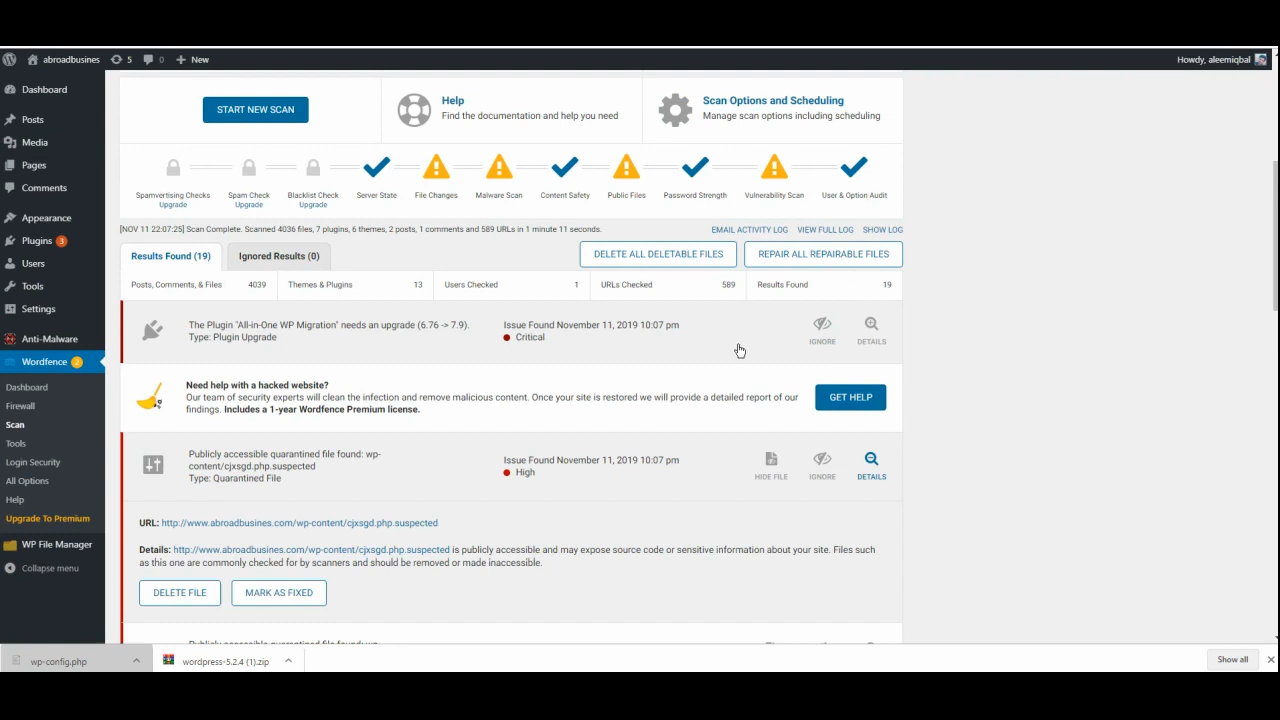 abroadbusines
5
0
New
Howdy, aleemiqbal
Dashboard
Posts
Media
Pages
Comments
Appearance
Plugins 3
Users
Tools
Settings
Anti-Malware
Wordfence 2
Dashboard
Firewall
Scan
Tools
Login Security
All Options
Help
Upgrade To Premium
WP File Manager
Collapse menu
START NEW SCAN
Help
Find the documentation and help you need
Scan Options and Scheduling
Manage scan options including scheduling
Spamvertising Checks
Upgrade
Spam Check
Upgrade
Blacklist Check
Upgrade
Server State
File Changes
Malware Scan
Content Safety
Public Files
Password Strength
Vulnerability Scan
User & Option Audit
[NOV 11 22:07:25] Scan Complete. Scanned 4036 files, 7 plugins, 6 themes, 2 posts, 1 comments and 589 URLs in 1 minute 11 seconds.
EMAIL ACTIVITY LOG
VIEW FULL LOG
SHOW LOG
Results Found (19)
Ignored Results (0)
DELETE ALL DELETABLE FILES
REPAIR ALL REPAIRABLE FILES
Posts, Comments, & Files 4039
Themes & Plugins 13
Users Checked 1
URLs Checked 589
Results Found 19
The Plugin "All-in-One WP Migration" needs an upgrade (6.76 -> 7.9).
Type: Plugin Upgrade
Issue Found November 11, 2019 10:07 pm
Critical
IGNORE
DETAILS
Need help with a hacked website?
Our team of security experts will clean the infection and remove malicious content. Once your site is restored we will provide a detailed report of our
findings. Includes a 1-year Wordfence Premium license.
GET HELP
Publicly accessible quarantined file found: wp-
content/cjxsgd.php.suspected
Type: Quarantined File
Issue Found November 11, 2019 10:07 pm
High
HIDE FILE
IGNORE
DETAILS
URL: http://www.abroadbusines.com/wp-content/cjxsgd.php.suspected
Details: http://www.abroadbusines.com/wp-content/cjxsgd.php.suspected is publicly accessible and may expose source code or sensitive information about your site. Files such
as this one are commonly checked for by scanners and should be removed or made inaccessible.
DELETE FILE
MARK AS FIXED
Publicly accessible quarantined file found: wp-
wp-config.php
wordpress-5.2.4 (1).zip
Show all